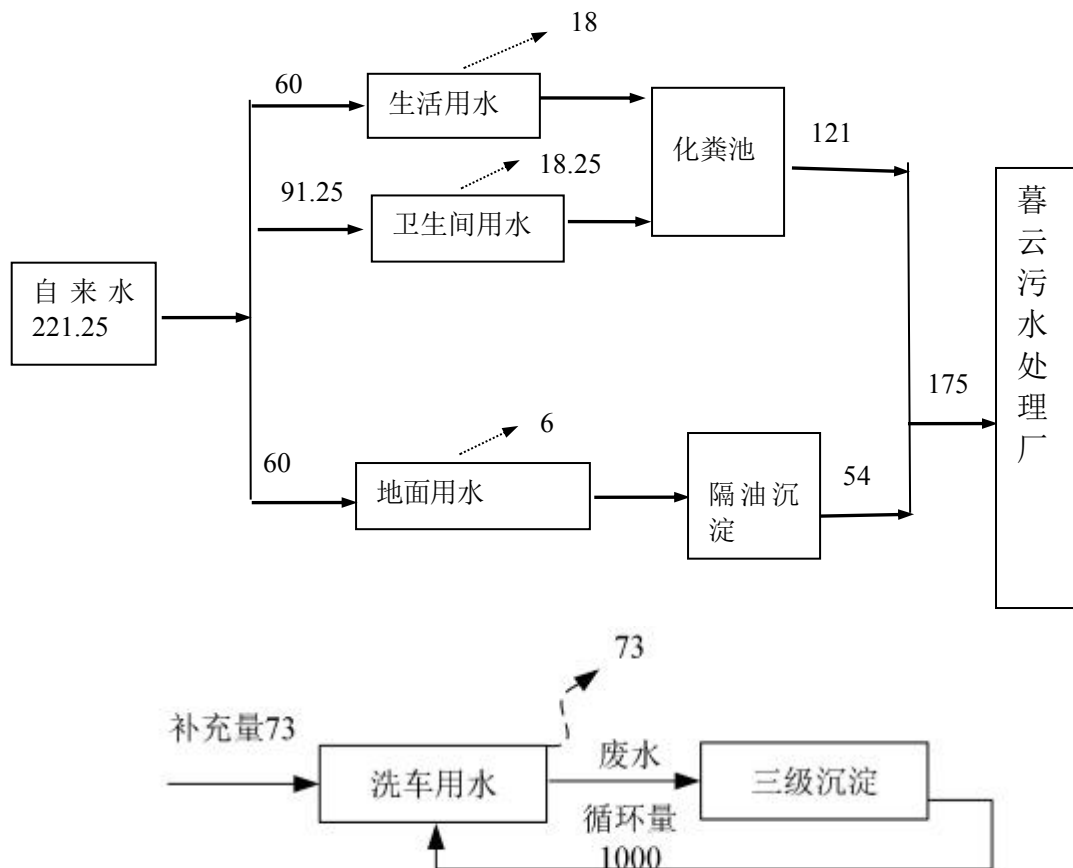 18
60
生活用水
化粪池
121
91.25
18.25
卫生间用水
自来水
221.25
暮云污水处理厂
175
6
60
地面用水
隔油沉
淀
54
73
补充量73
洗车用水
废水
三级沉淀
循环量
1000